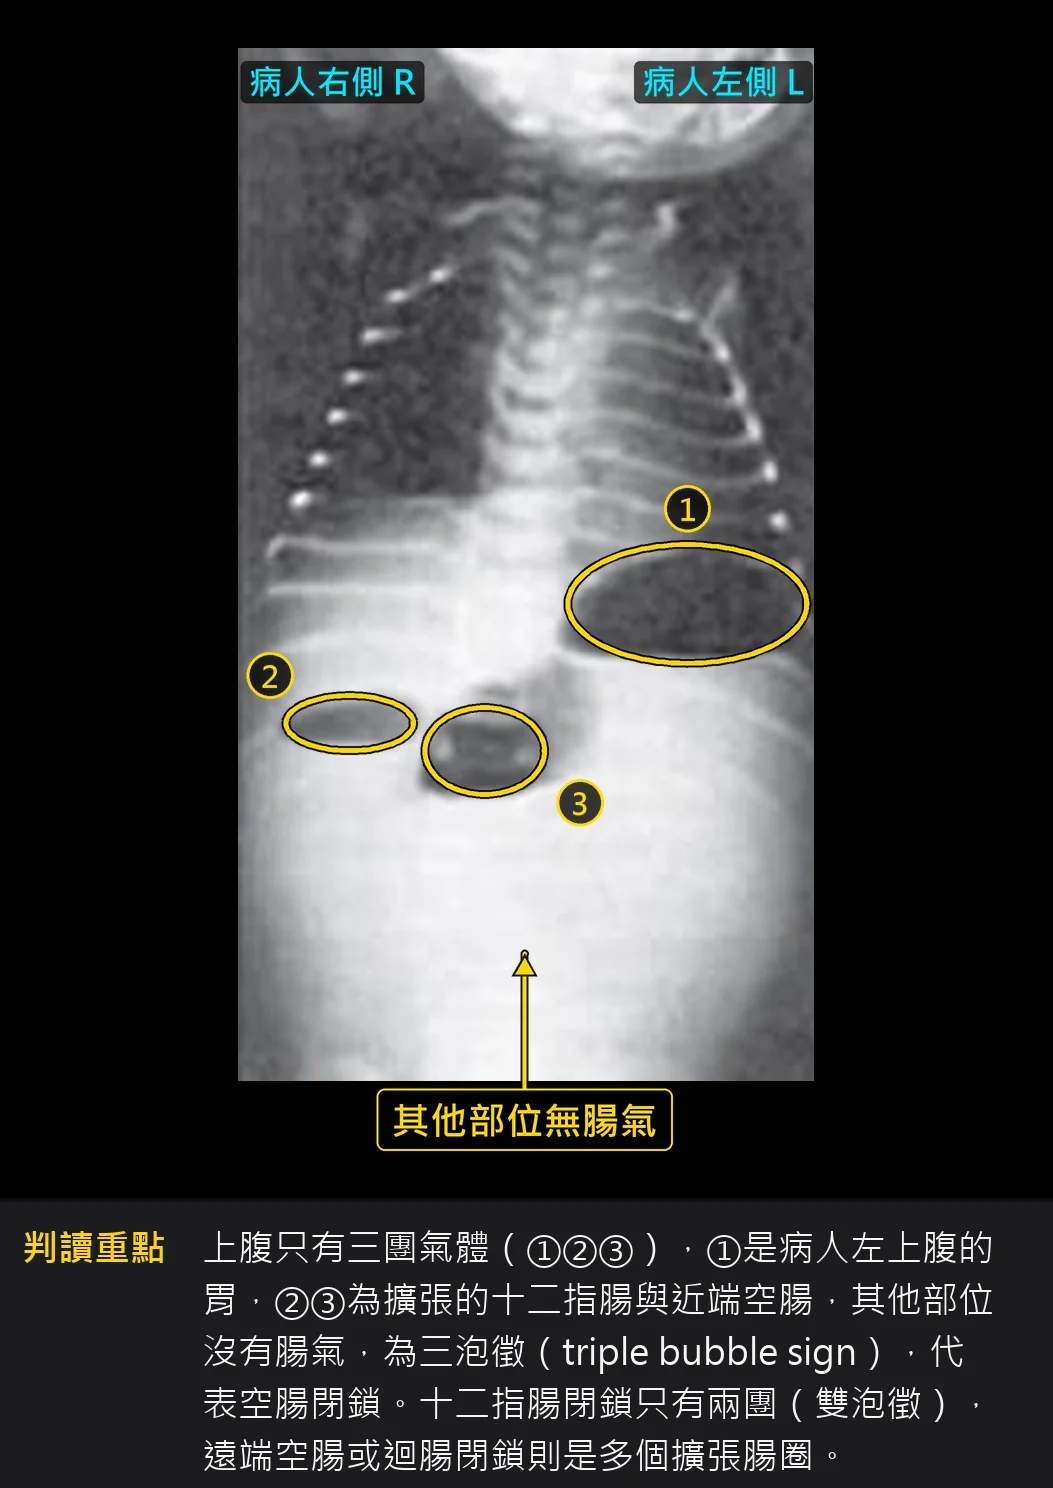 病人右側 R
病人左側 L
1
2
3
其他部位無腸氣
判讀重點
上腹只有三團氣體（①②③），①是病人左上腹的
胃，②③為擴張的十二指腸與近端空腸，其他部位
沒有腸氣，為三泡徵（triple bubble sign），代
表空腸閉鎖。十二指腸閉鎖只有兩團（雙泡徵），
遠端空腸或迴腸閉鎖則是多個擴張腸圈。